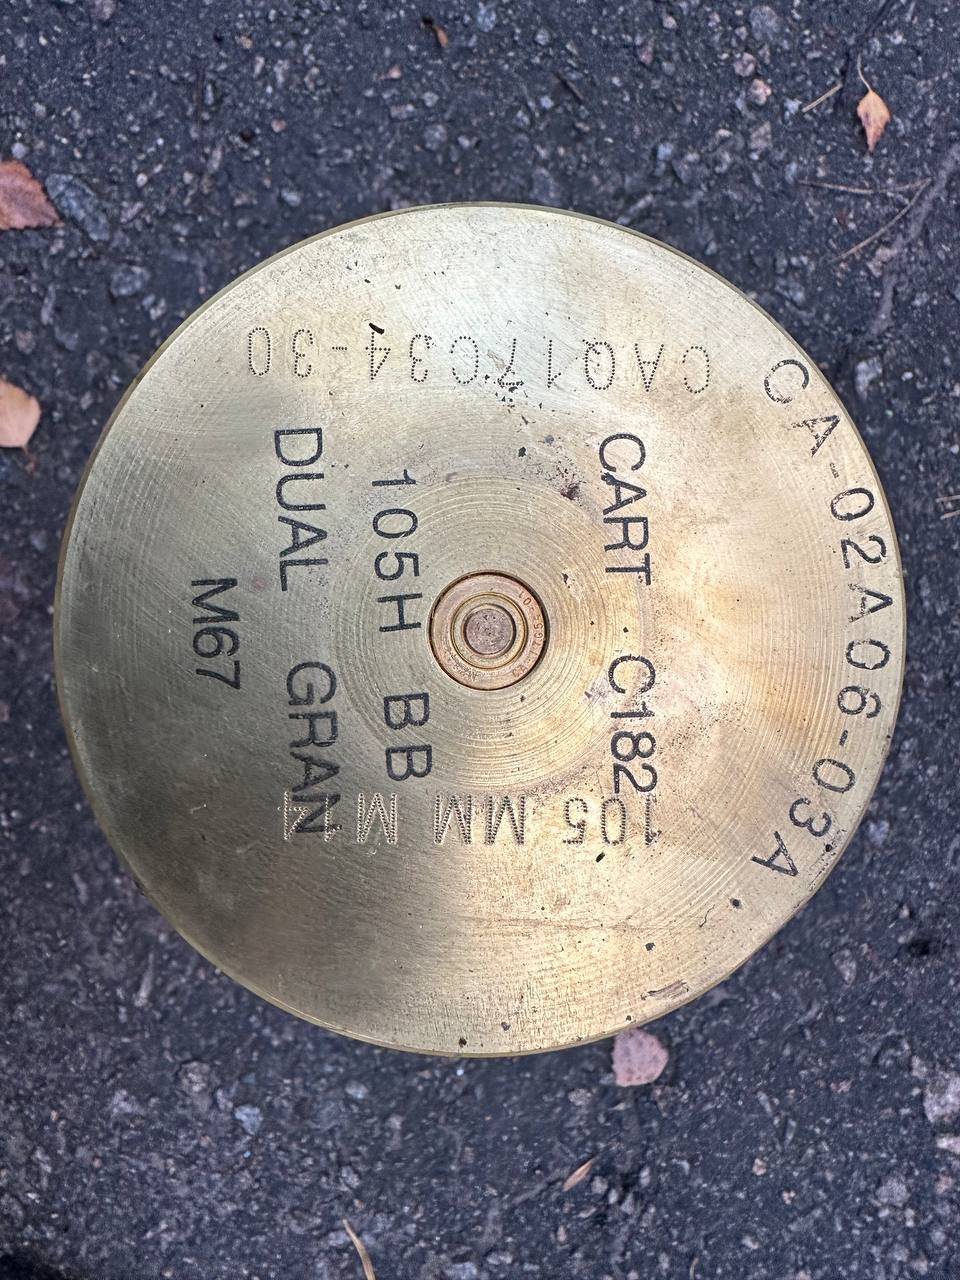 CA-02A06-03A
CART C182
105H BB
DUAL GRAN
M67
CAQ17C34-30
105 MM M14